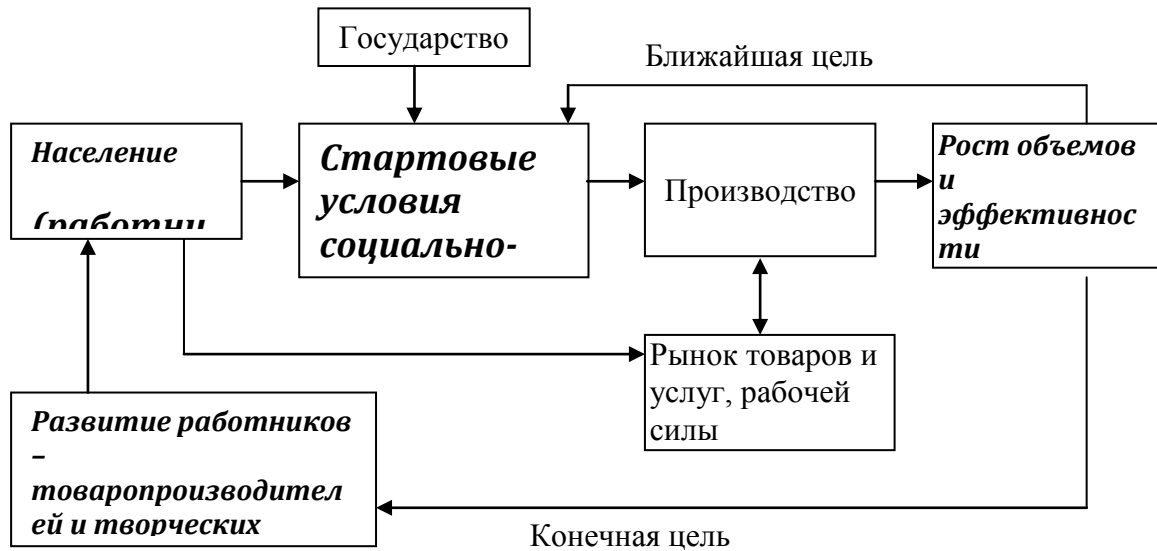 Государство
Ближайшая цель
Население
(работни
Стартовые
условия
социально-
Производство
Рост объемов
и
эффективнос
ти
Рынок товаров и
услуг, рабочей
силы
Развитие работников
–
товаропроизводител
ей и творческих
Конечная цель